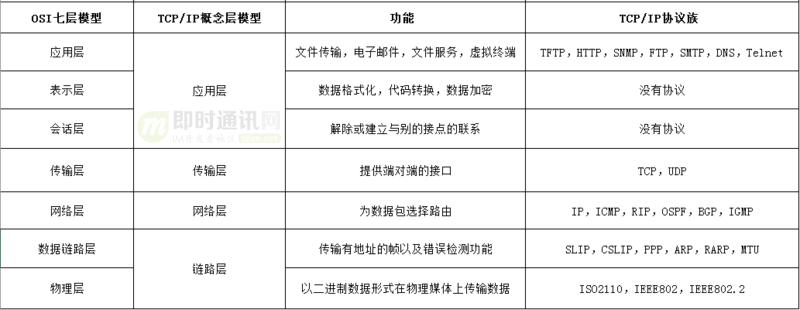 OSI七层模型 TCP/IP概念层模型 功能 TCP/IP协议族
应用层 文件传输，电子邮件，文件服务，虚拟终端 TFTP，HTTP，SNMP，FTP，SMTP，DNS，Telnet
表示层 应用层 数据格式化，代码转换，数据加密 没有协议
即时通讯网
会话层 解除或建立与别的接点的联系 没有协议
传输层 传输层 提供端对端的接口 TCP，UDP
网络层 网络层 为数据包选择路由 IP，ICMP，RIP，OSPF，BGP，IGMP
数据链路层 传输有地址的帧以及错误检测功能 SLIP，CSLIP，PPP，ARP，RARP，MTU
链路层
物理层 以二进制数据形式在物理媒体上传输数据 ISO2110，IEEE802，IEEE802.2